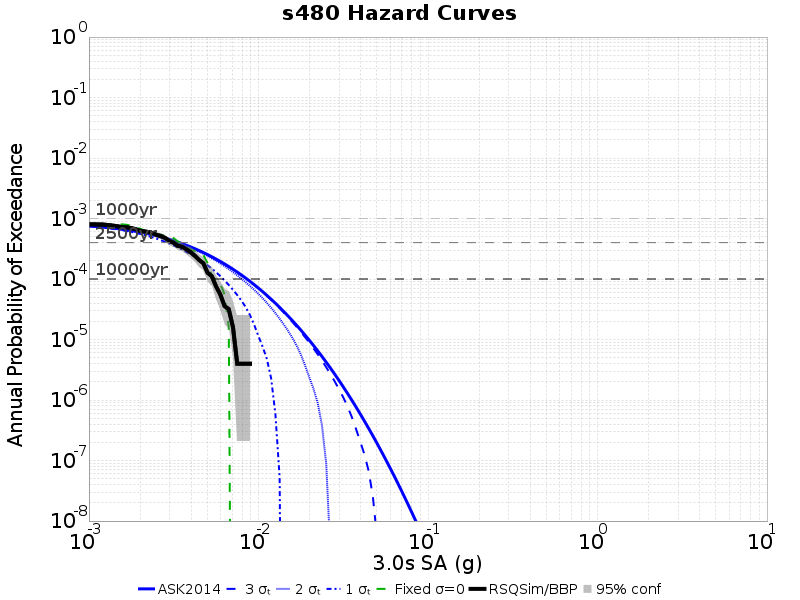 s480 Hazard Curves
Annual Probability of Exceedance
10^0
10^-1
10^-2
10^-3
10^-4
10^-5
10^-6
10^-7
10^-8
1000yr
2500yr
10000yr
10^-3 10^-2 10^-1 10^0 10^1
3.0s SA (g)
ASK2014 3 σₜ 2 σₜ 1 σₜ Fixed σ=0 RSQSim/BBP 95% conf